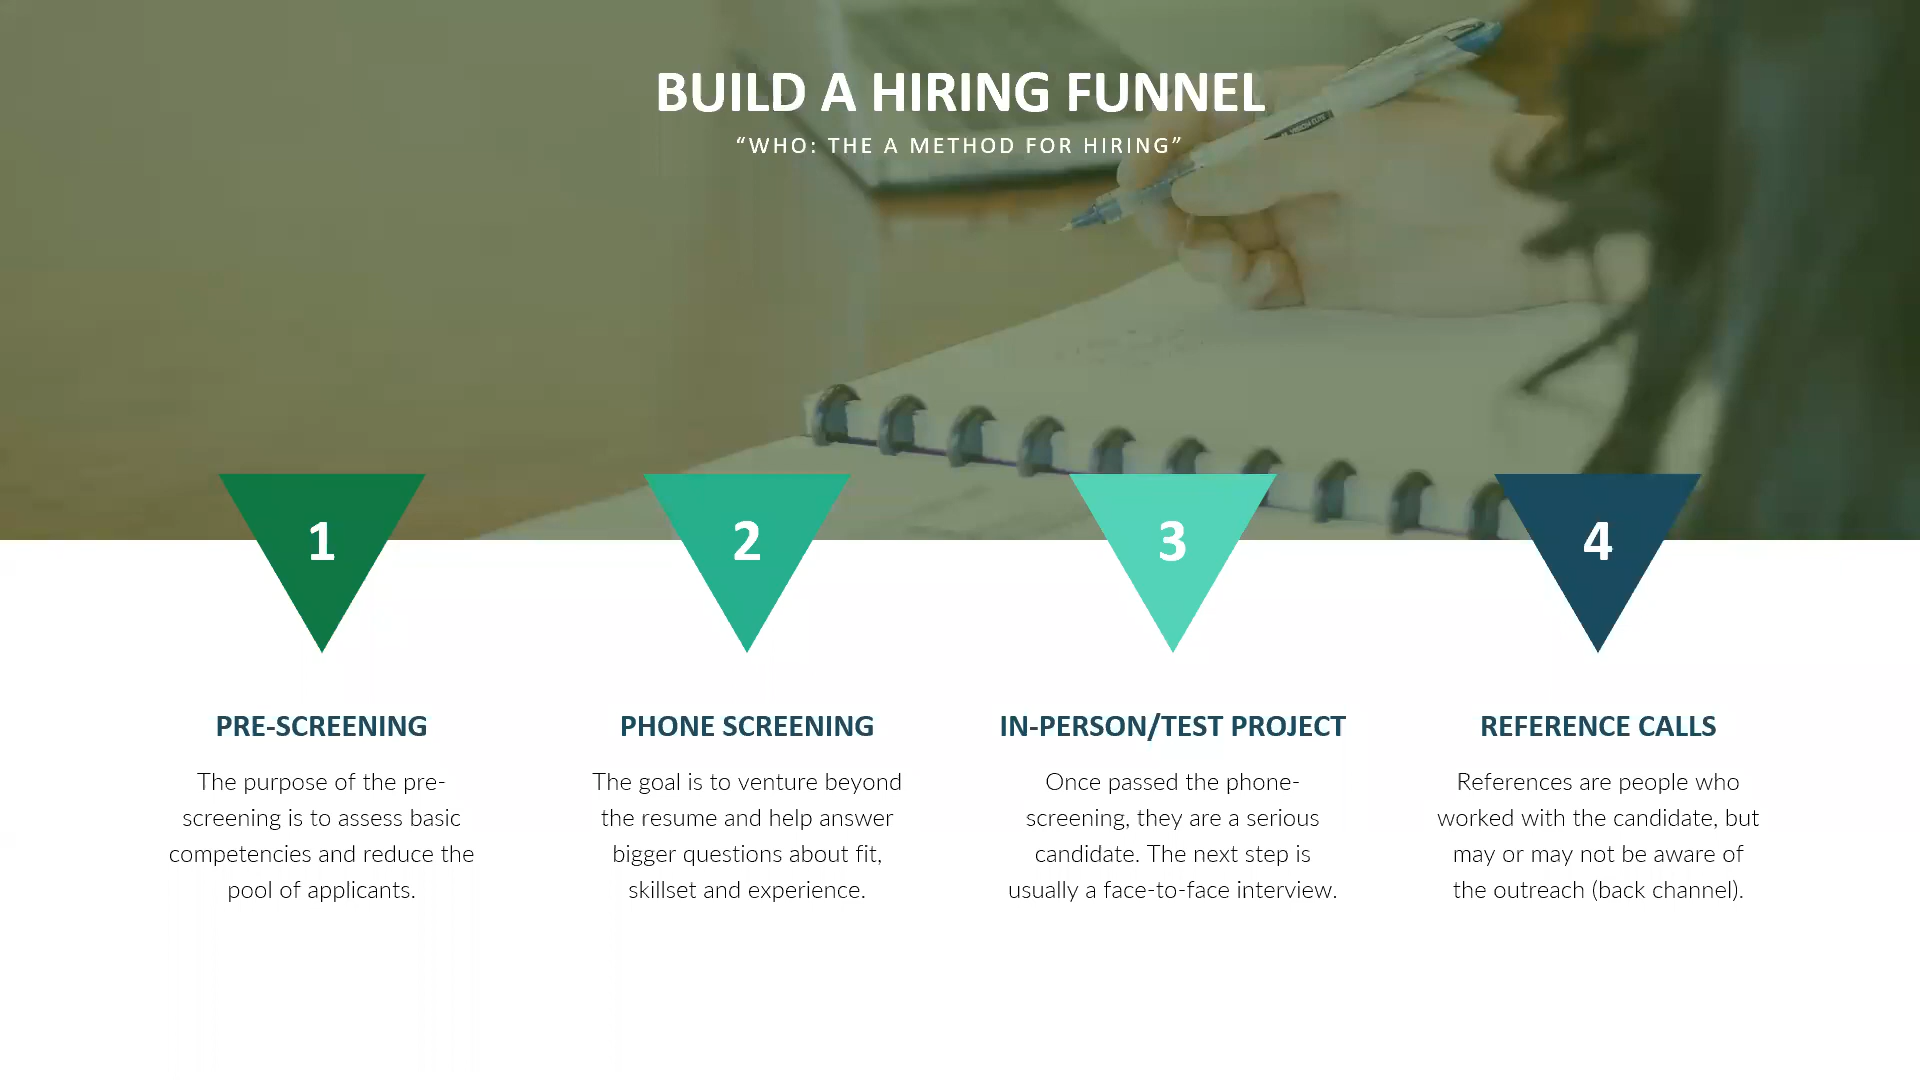 BUILD A HIRING FUNNEL
“WHO: THE A METHOD FOR HIRING”
1
2
3
4
PRE-SCREENING
The purpose of the pre-
screening is to assess basic
competencies and reduce the
pool of applicants.
PHONE SCREENING
The goal is to venture beyond
the resume and help answer
bigger questions about fit,
skillset and experience.
IN-PERSON/TEST PROJECT
Once passed the phone-
screening, they are a serious
candidate. The next step is
usually a face-to-face interview.
REFERENCE CALLS
References are people who
worked with the candidate, but
may or may not be aware of
the outreach (back channel).